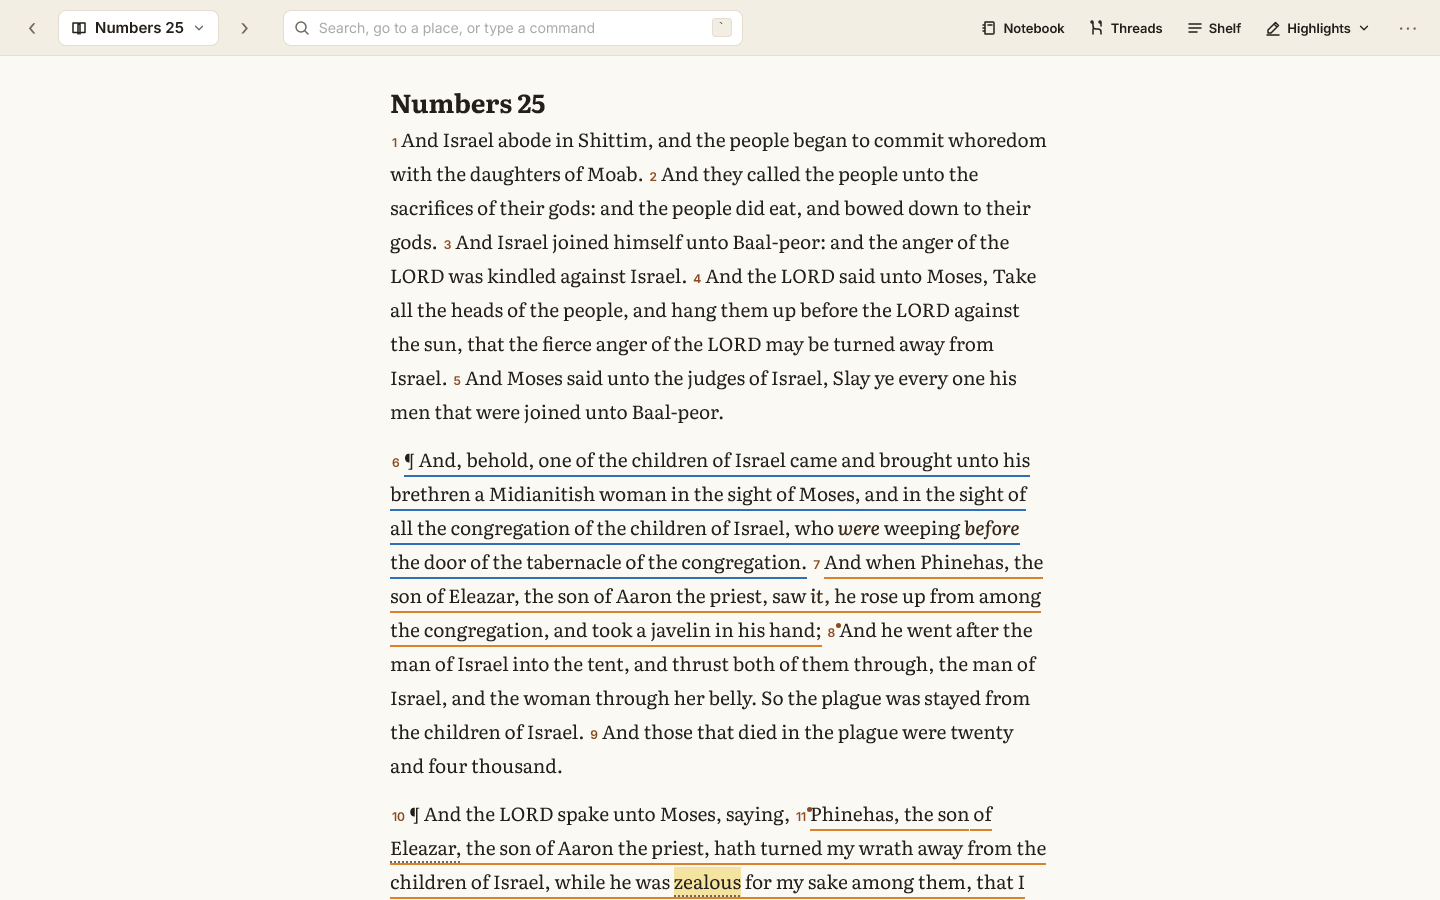 Numbers 25
Search, go to a place, or type a command
`
Notebook
Threads
Shelf
Highlights
Numbers 25
1 And Israel abode in Shittim, and the people began to commit whoredom
with the daughters of Moab. 2 And they called the people unto the
sacrifices of their gods: and the people did eat, and bowed down to their
gods. 3 And Israel joined himself unto Baal-peor: and the anger of the
LORD was kindled against Israel. 4 And the LORD said unto Moses, Take
all the heads of the people, and hang them up before the LORD against
the sun, that the fierce anger of the LORD may be turned away from
Israel. 5 And Moses said unto the judges of Israel, Slay ye every one his
men that were joined unto Baal-peor.
6 ¶ And, behold, one of the children of Israel came and brought unto his
brethren a Midianitish woman in the sight of Moses, and in the sight of
all the congregation of the children of Israel, who were weeping before
the door of the tabernacle of the congregation. 7 And when Phinehas, the
son of Eleazar, the son of Aaron the priest, saw it, he rose up from among
the congregation, and took a javelin in his hand; 8 And he went after the
man of Israel into the tent, and thrust both of them through, the man of
Israel, and the woman through her belly. So the plague was stayed from
the children of Israel. 9 And those that died in the plague were twenty
and four thousand.
10 ¶ And the LORD spake unto Moses, saying, 11 Phinehas, the son of
Eleazar, the son of Aaron the priest, hath turned my wrath away from the
children of Israel, while he was zealous for my sake among them, that I